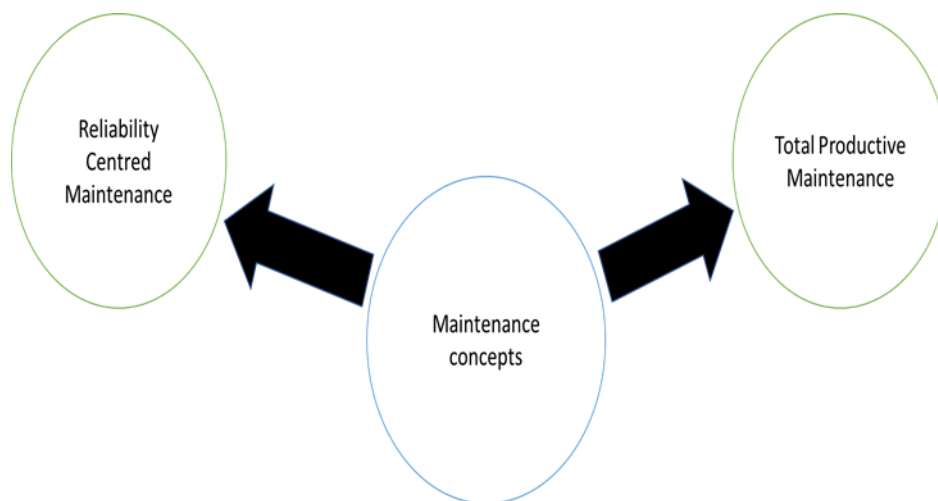 Reliability
Centred
Maintenance
Total Productive
Maintenance
Maintenance
concepts